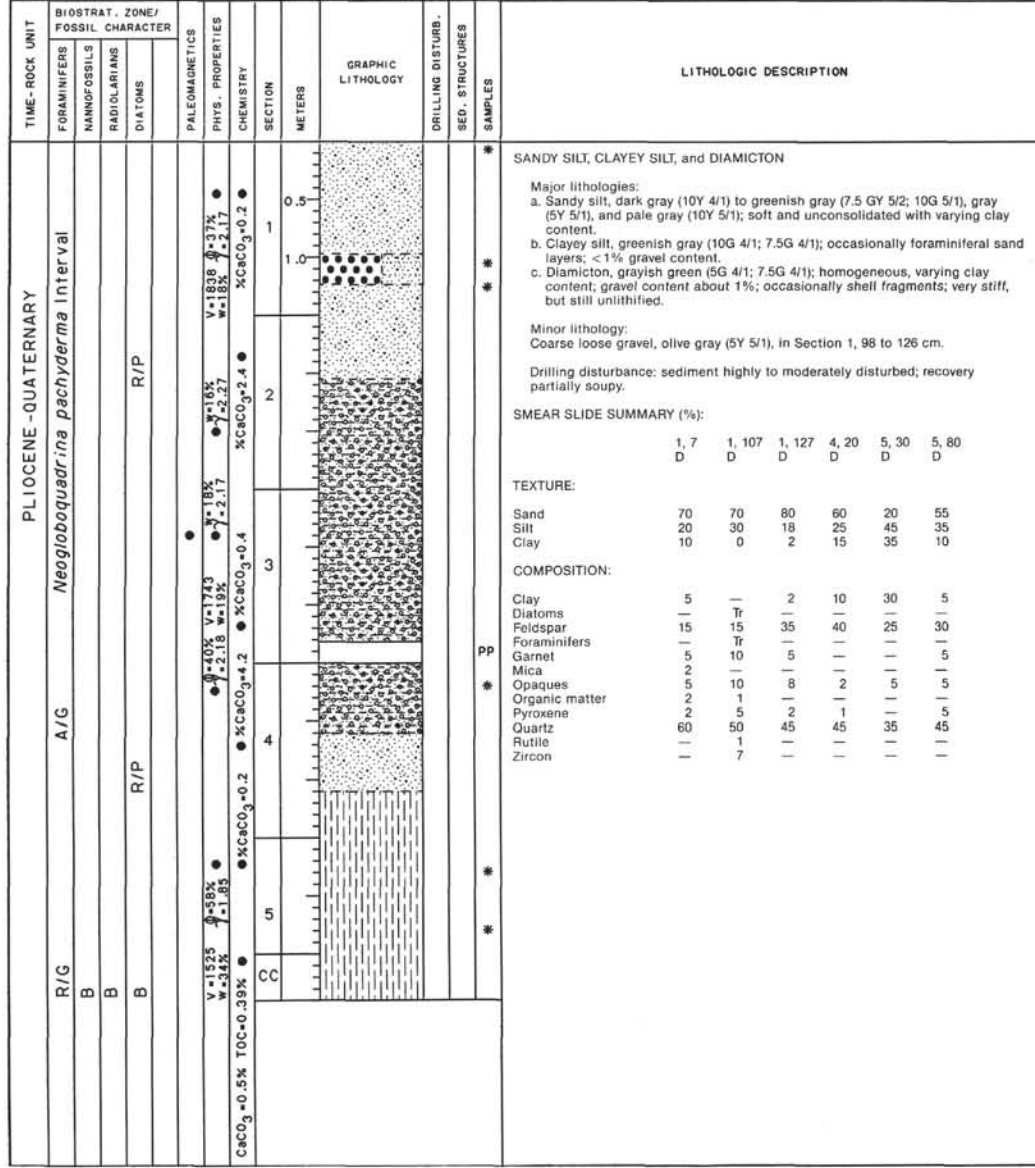 TIME-ROCK UNIT
BIOSTRAT. ZONE/
FOSSIL CHARACTER
FORAMINIFERS
NANNOFOSSILS
RADIOLARIANS
DIATOMS
PALEOMAGNETICS
PHYS. PROPERTIES
CHEMISTRY
SECTION
METERS
GRAPHIC
LITHOLOGY
DRILLING DISTURB.
SED. STRUCTURES
SAMPLES
LITHOLOGIC DESCRIPTION
PLIOCENE-QUATERNARY
Neogloboquadrina pachyderma Interval
A/G
R/G
B
B
R/P
R/P
B
V=1838 Φ=37%
W=18% γ=2.17
W=16%
γ=2.27
W=18%
γ=2.17
Φ=40% V=1743
γ=2.18 W=19%
V=1525 Φ=58%
W=34% γ=1.85
%CaCO3=0.2
%CaCO3=2.4
%CaCO3=0.4
%CaCO3=4.2
%CaCO3=0.2
CaCO3=0.5% TOC=0.39%
1
2
3
4
5
CC
0.5
1.0
*
*
*
PP
*
*
*
SANDY SILT, CLAYEY SILT, and DIAMICTON
Major lithologies:
a. Sandy silt, dark gray (10Y 4/1) to greenish gray (7.5 GY 5/2; 10G 5/1), gray
(5Y 5/1), and pale gray (10Y 5/1); soft and unconsolidated with varying clay
content.
b. Clayey silt, greenish gray (10G 4/1; 7.5G 4/1); occasionally foraminiferal sand
layers; <1% gravel content.
c. Diamicton, grayish green (5G 4/1; 7.5G 4/1); homogeneous, varying clay
content; gravel content about 1%; occasionally shell fragments; very stiff,
but still unlithified.
Minor lithology:
Coarse loose gravel, olive gray (5Y 5/1), in Section 1, 98 to 126 cm.
Drilling disturbance: sediment highly to moderately disturbed; recovery
partially soupy.
SMEAR SLIDE SUMMARY (%):
1, 7 1, 107 1, 127 4, 20 5, 30 5, 80
D D D D D D
TEXTURE:
Sand 70 70 80 60 20 55
Silt 20 30 18 25 45 35
Clay 10 0 2 15 35 10
COMPOSITION:
Clay 5 — 2 10 30 5
Diatoms — Tr — — — —
Feldspar 15 15 35 40 25 30
Foraminifers — Tr — — — —
Garnet 5 10 5 — — 5
Mica 2 — — — — —
Opaques 5 10 8 2 5 5
Organic matter 2 1 — — — —
Pyroxene 2 5 2 1 — 5
Quartz 60 50 45 45 35 45
Rutile — 1 — — — —
Zircon — 7 — — — —